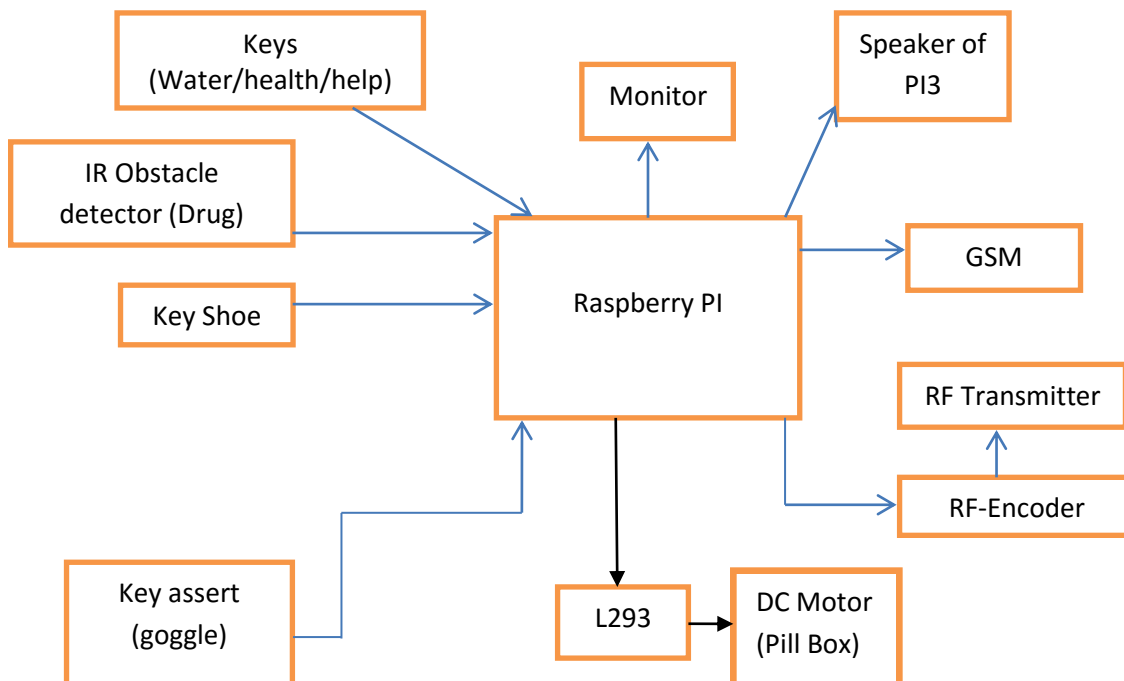 Keys
(Water/health/help)
Monitor
Speaker of
PI3
IR Obstacle
detector (Drug)
GSM
Key Shoe
Raspberry PI
RF Transmitter
RF-Encoder
Key assert
(goggle)
L293
DC Motor
(Pill Box)